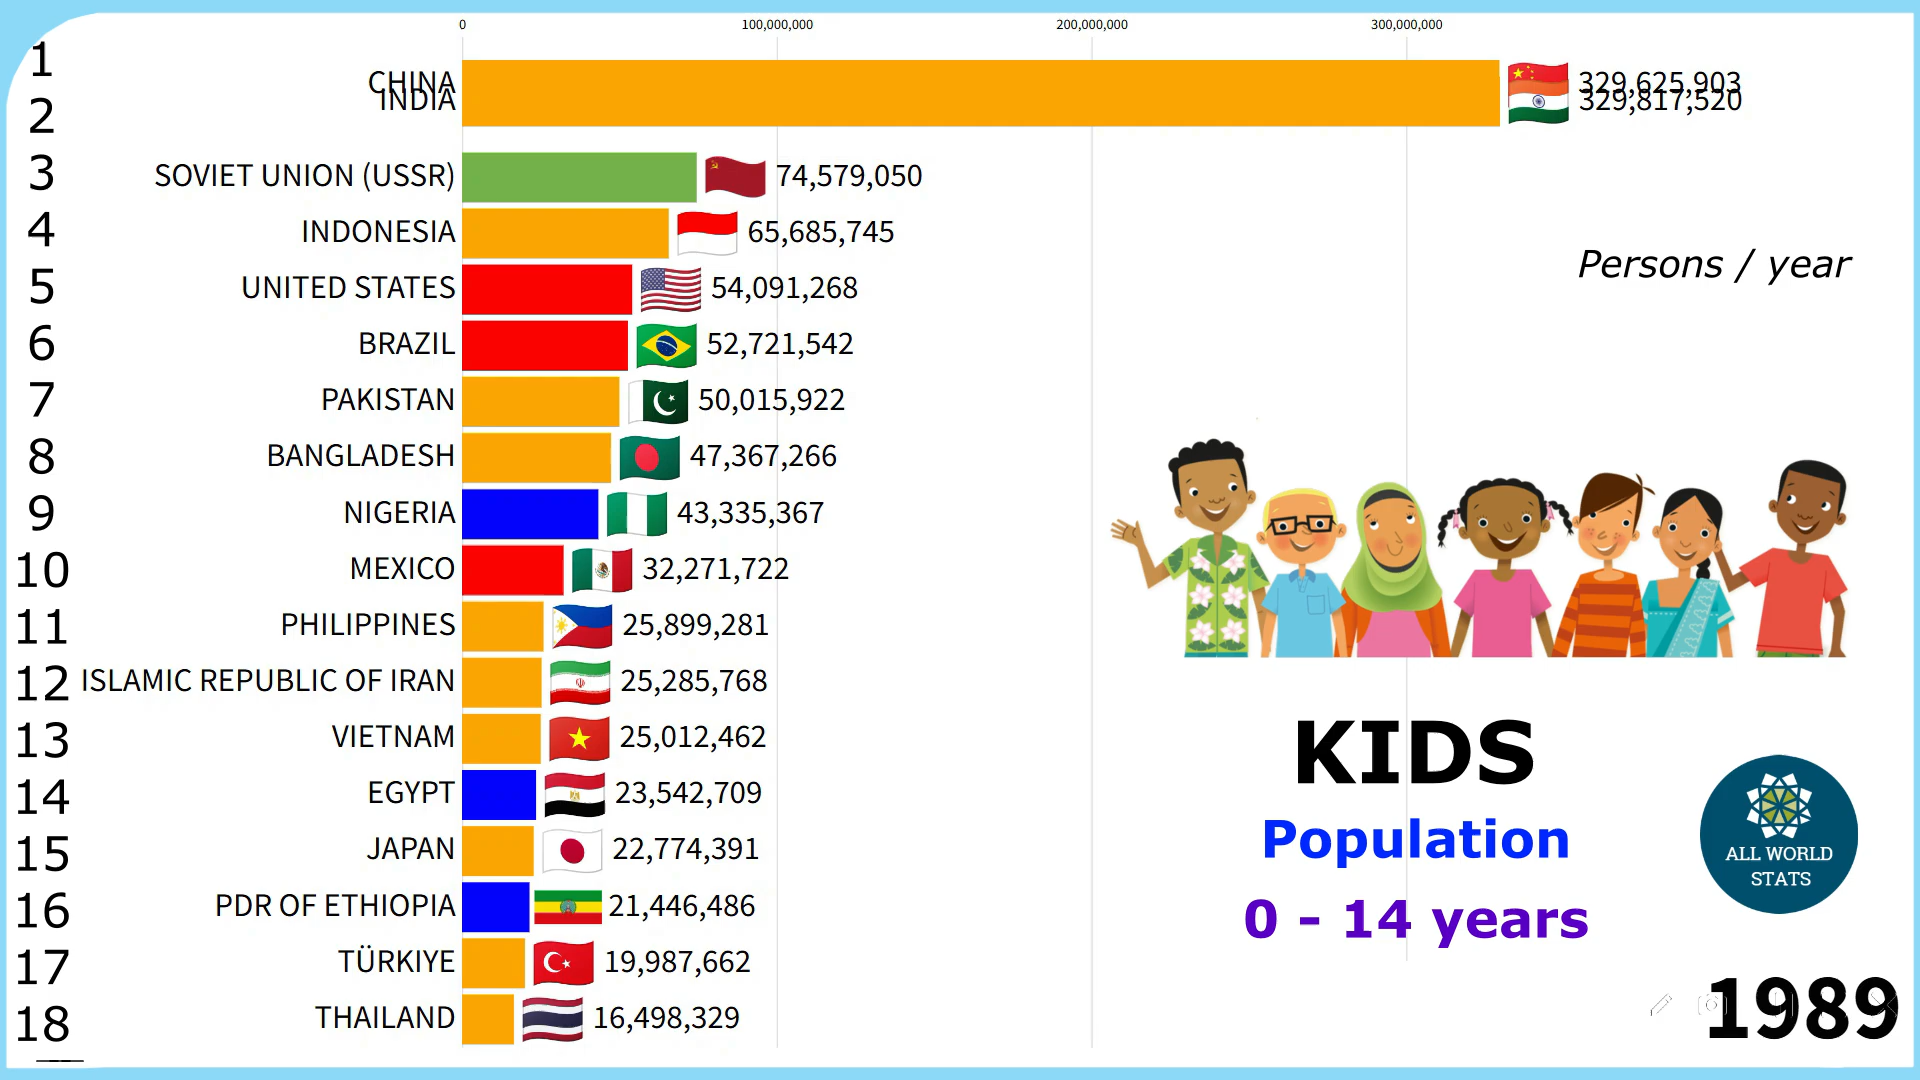 0 100,000,000 200,000,000 300,000,000
1 CHINA 329,625,903
2 INDIA 329,817,520
3 SOVIET UNION (USSR) 74,579,050
4 INDONESIA 65,685,745
Persons / year
5 UNITED STATES 54,091,268
6 BRAZIL 52,721,542
7 PAKISTAN 50,015,922
8 BANGLADESH 47,367,266
9 NIGERIA 43,335,367
10 MEXICO 32,271,722
11 PHILIPPINES 25,899,281
12 ISLAMIC REPUBLIC OF IRAN 25,285,768
13 VIETNAM 25,012,462
14 EGYPT 23,542,709
15 JAPAN 22,774,391
16 PDR OF ETHIOPIA 21,446,486
17 TÜRKIYE 19,987,662
18 THAILAND 16,498,329
KIDS
Population
0 - 14 years
ALL WORLD
STATS
1989